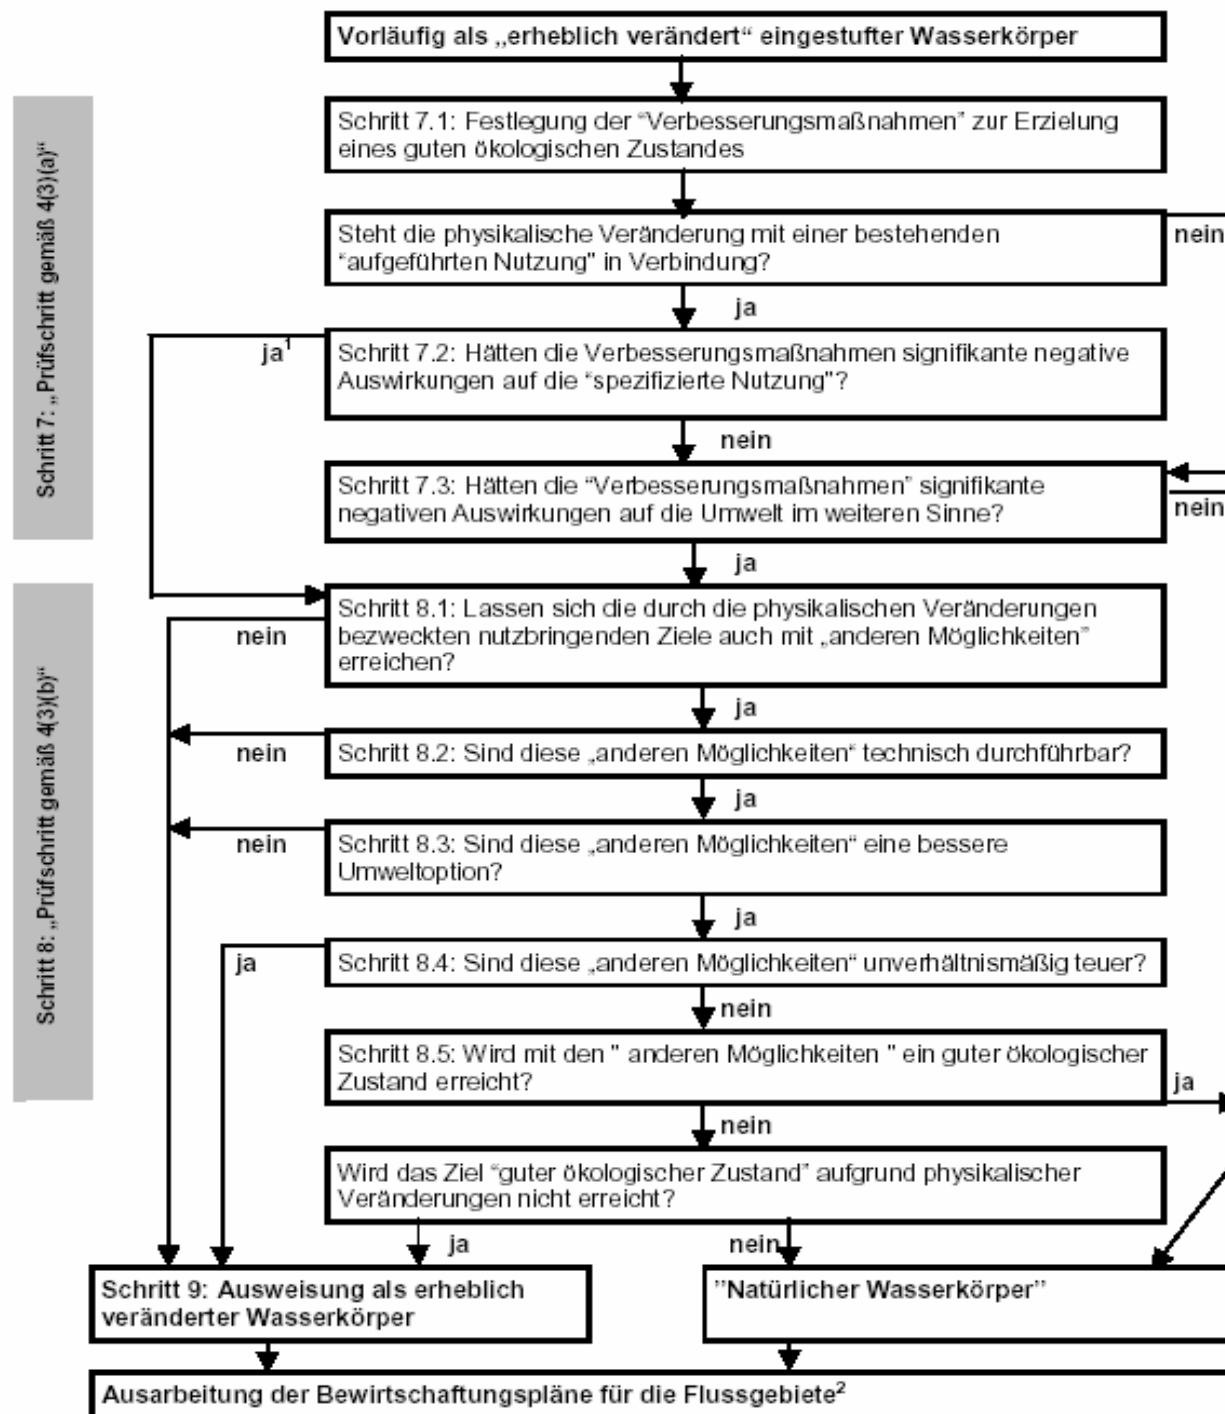 Vorläufig als „erheblich verändert“ eingestufter Wasserkörper
Schritt 7: „Prüfschritt gemäß 4(3)(a)“
Schritt 7.1: Festlegung der “Verbesserungsmaßnahmen” zur Erzielung
eines guten ökologischen Zustandes
Steht die physikalische Veränderung mit einer bestehenden
“aufgeführten Nutzung” in Verbindung?
nein
ja
ja¹
Schritt 7.2: Hätten die Verbesserungsmaßnahmen signifikante negative
Auswirkungen auf die “spezifizierte Nutzung”?
nein
Schritt 7.3: Hätten die “Verbesserungsmaßnahmen” signifikante
negativen Auswirkungen auf die Umwelt im weiteren Sinne?
nein
ja
Schritt 8: „Prüfschritt gemäß 4(3)(b)“
Schritt 8.1: Lassen sich die durch die physikalischen Veränderungen
bezweckten nutzbringenden Ziele auch mit „anderen Möglichkeiten”
erreichen?
nein
ja
Schritt 8.2: Sind diese „anderen Möglichkeiten“ technisch durchführbar?
nein
ja
Schritt 8.3: Sind diese „anderen Möglichkeiten“ eine bessere
Umweltoption?
nein
ja
Schritt 8.4: Sind diese „anderen Möglichkeiten“ unverhältnismäßig teuer?
ja
nein
Schritt 8.5: Wird mit den ” anderen Möglichkeiten ” ein guter ökologischer
Zustand erreicht?
ja
nein
Wird das Ziel “guter ökologischer Zustand” aufgrund physikalischer
Veränderungen nicht erreicht?
ja
nein
Schritt 9: Ausweisung als erheblich
veränderter Wasserkörper
”Natürlicher Wasserkörper”
Ausarbeitung der Bewirtschaftungspläne für die Flussgebiete²